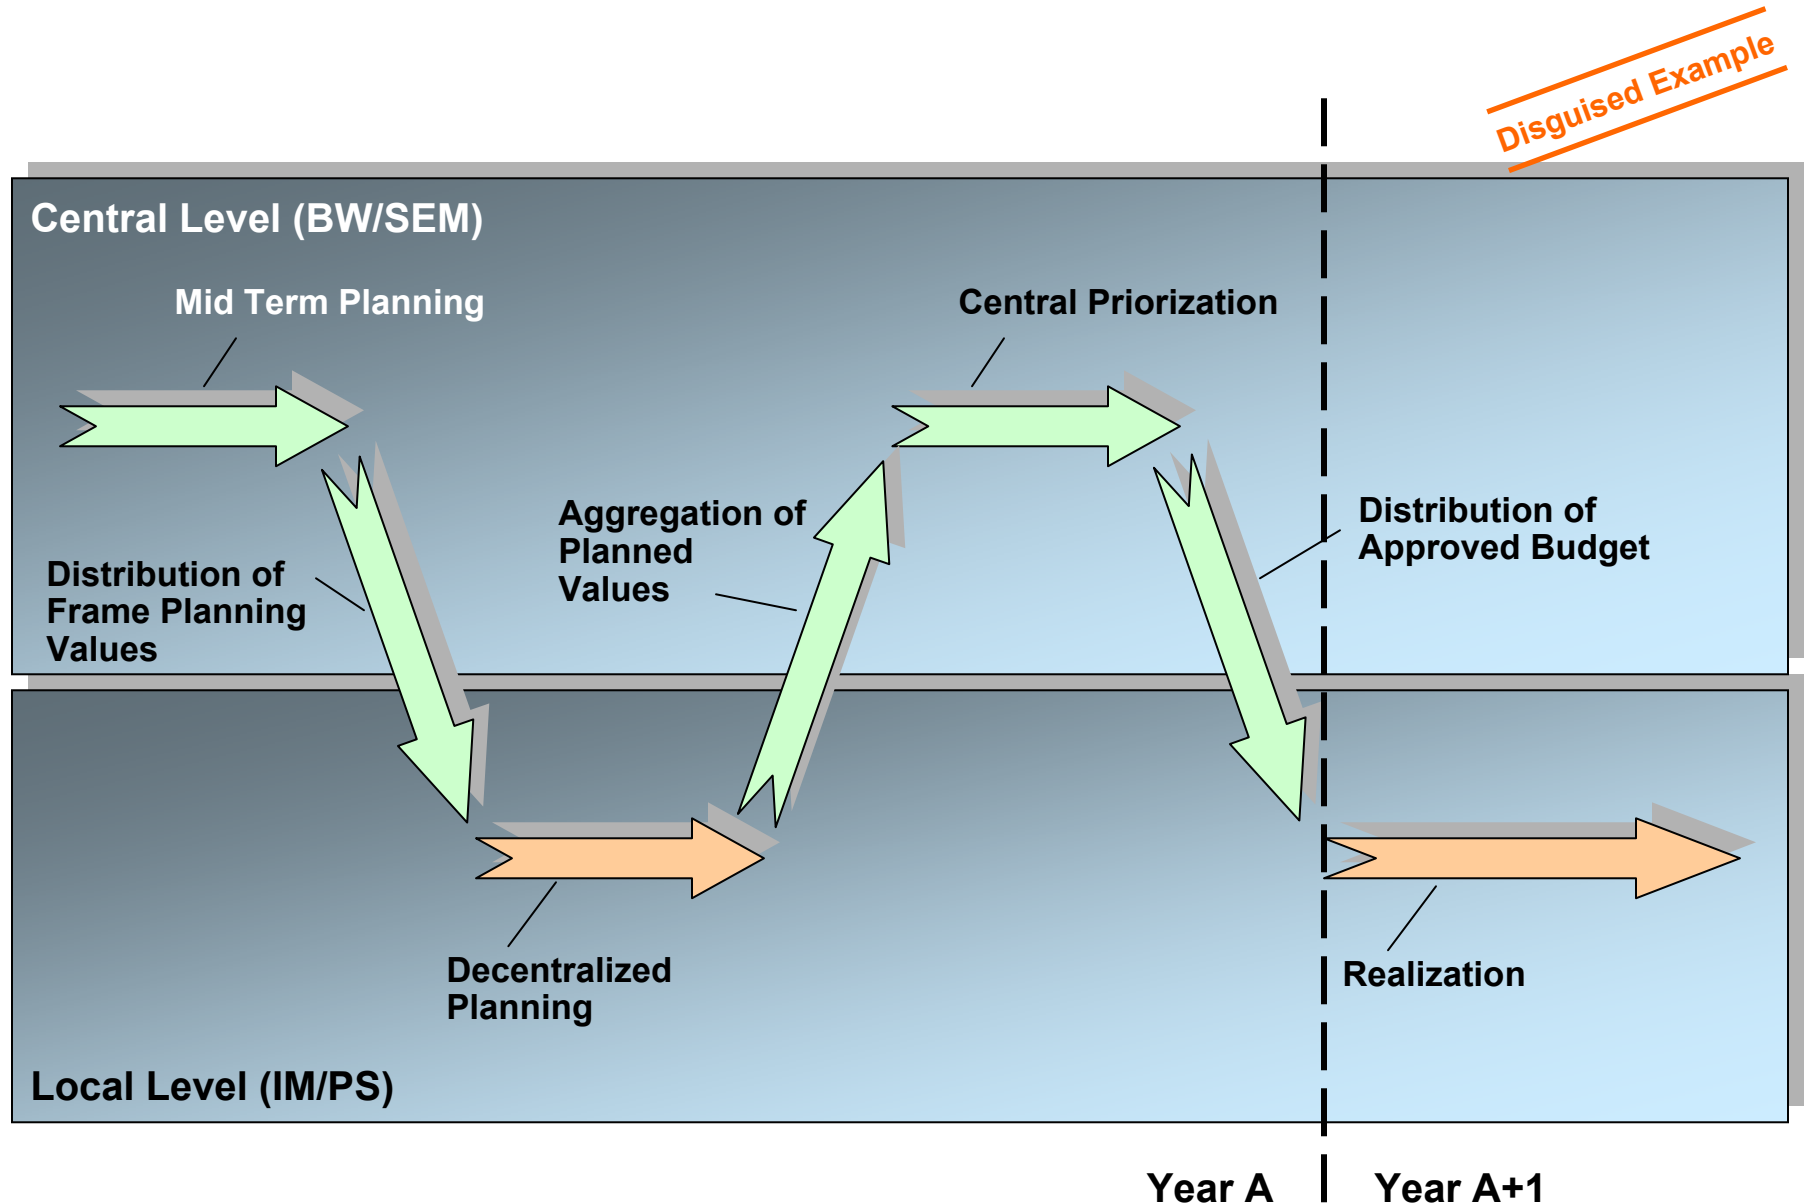 Disguised Example
Central Level (BW/SEM)
Mid Term Planning
Central Priorization
Aggregation of
Planned
Values
Distribution of
Approved Budget
Distribution of
Frame Planning
Values
Decentralized
Planning
Realization
Local Level (IM/PS)
Year A
Year A+1